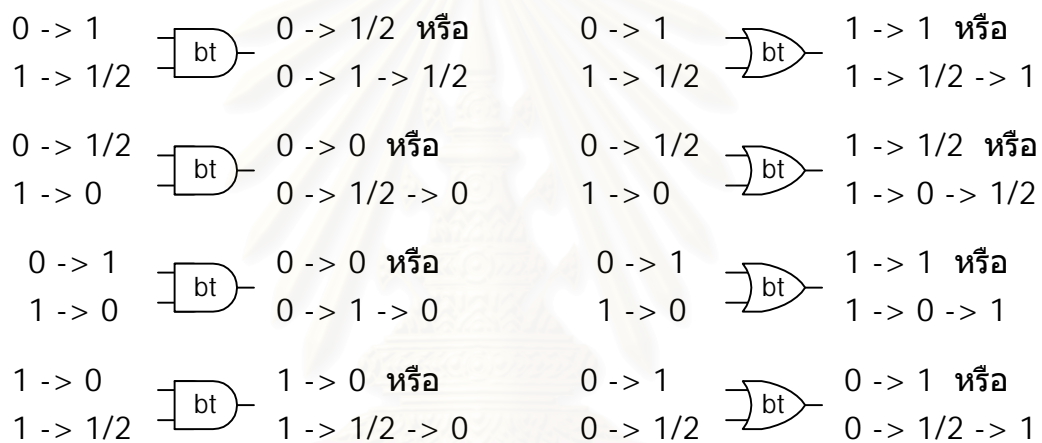 0 -> 1 0 -> 1/2 หรือ 0 -> 1 1 -> 1 หรือ
bt bt
1 -> 1/2 0 -> 1 -> 1/2 1 -> 1/2 1 -> 1/2 -> 1
0 -> 1/2 0 -> 0 หรือ 0 -> 1/2 1 -> 1/2 หรือ
bt bt
1 -> 0 0 -> 1/2 -> 0 1 -> 0 1 -> 0 -> 1/2
0 -> 1 0 -> 0 หรือ 0 -> 1 1 -> 1 หรือ
bt bt
1 -> 0 0 -> 1 -> 0 1 -> 0 1 -> 0 -> 1
1 -> 0 1 -> 0 หรือ 0 -> 1 0 -> 1 หรือ
bt bt
1 -> 1/2 1 -> 1/2 -> 0 0 -> 1/2 0 -> 1/2 -> 1